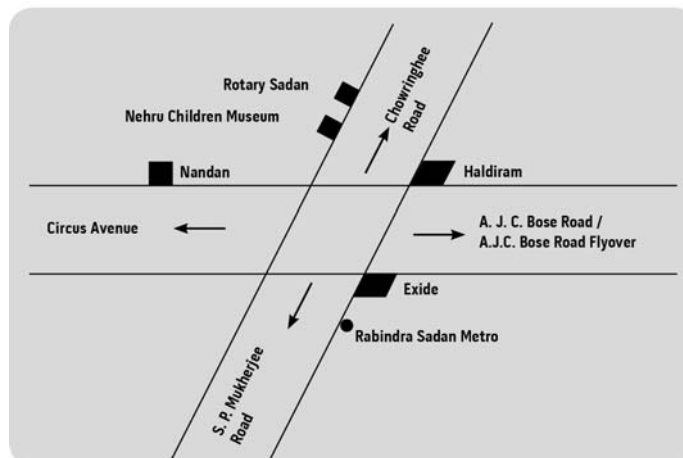 Rotary Sadan
Nehru Children Museum
Chowringhee
Road
Nandan
Haldiram
Circus Avenue
A. J. C. Bose Road /
A.J.C. Bose Road Flyover
Exide
Rabindra Sadan Metro
S. P. Mukherjee
Road